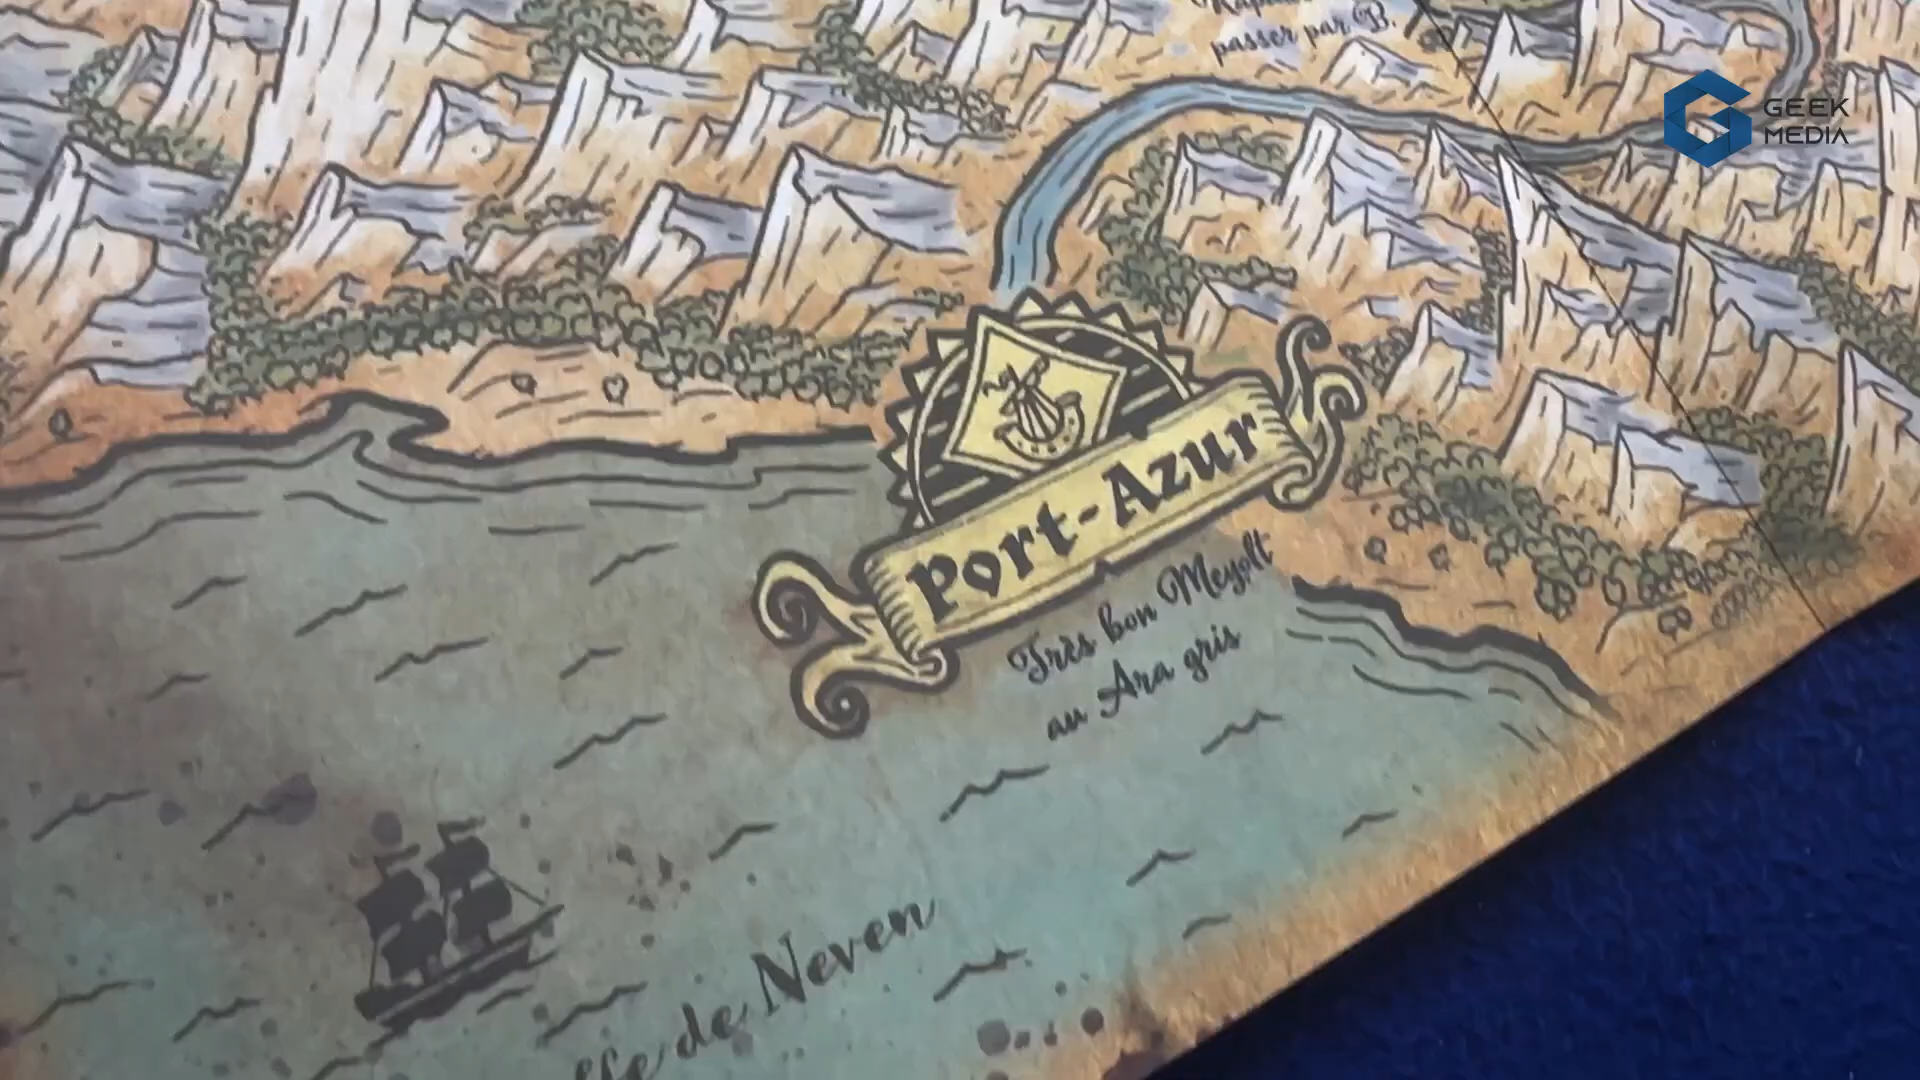 passer par B.
GEEK
MEDIA
Port-Azur
Très bon Meyolt
au Ara gris
de Neven